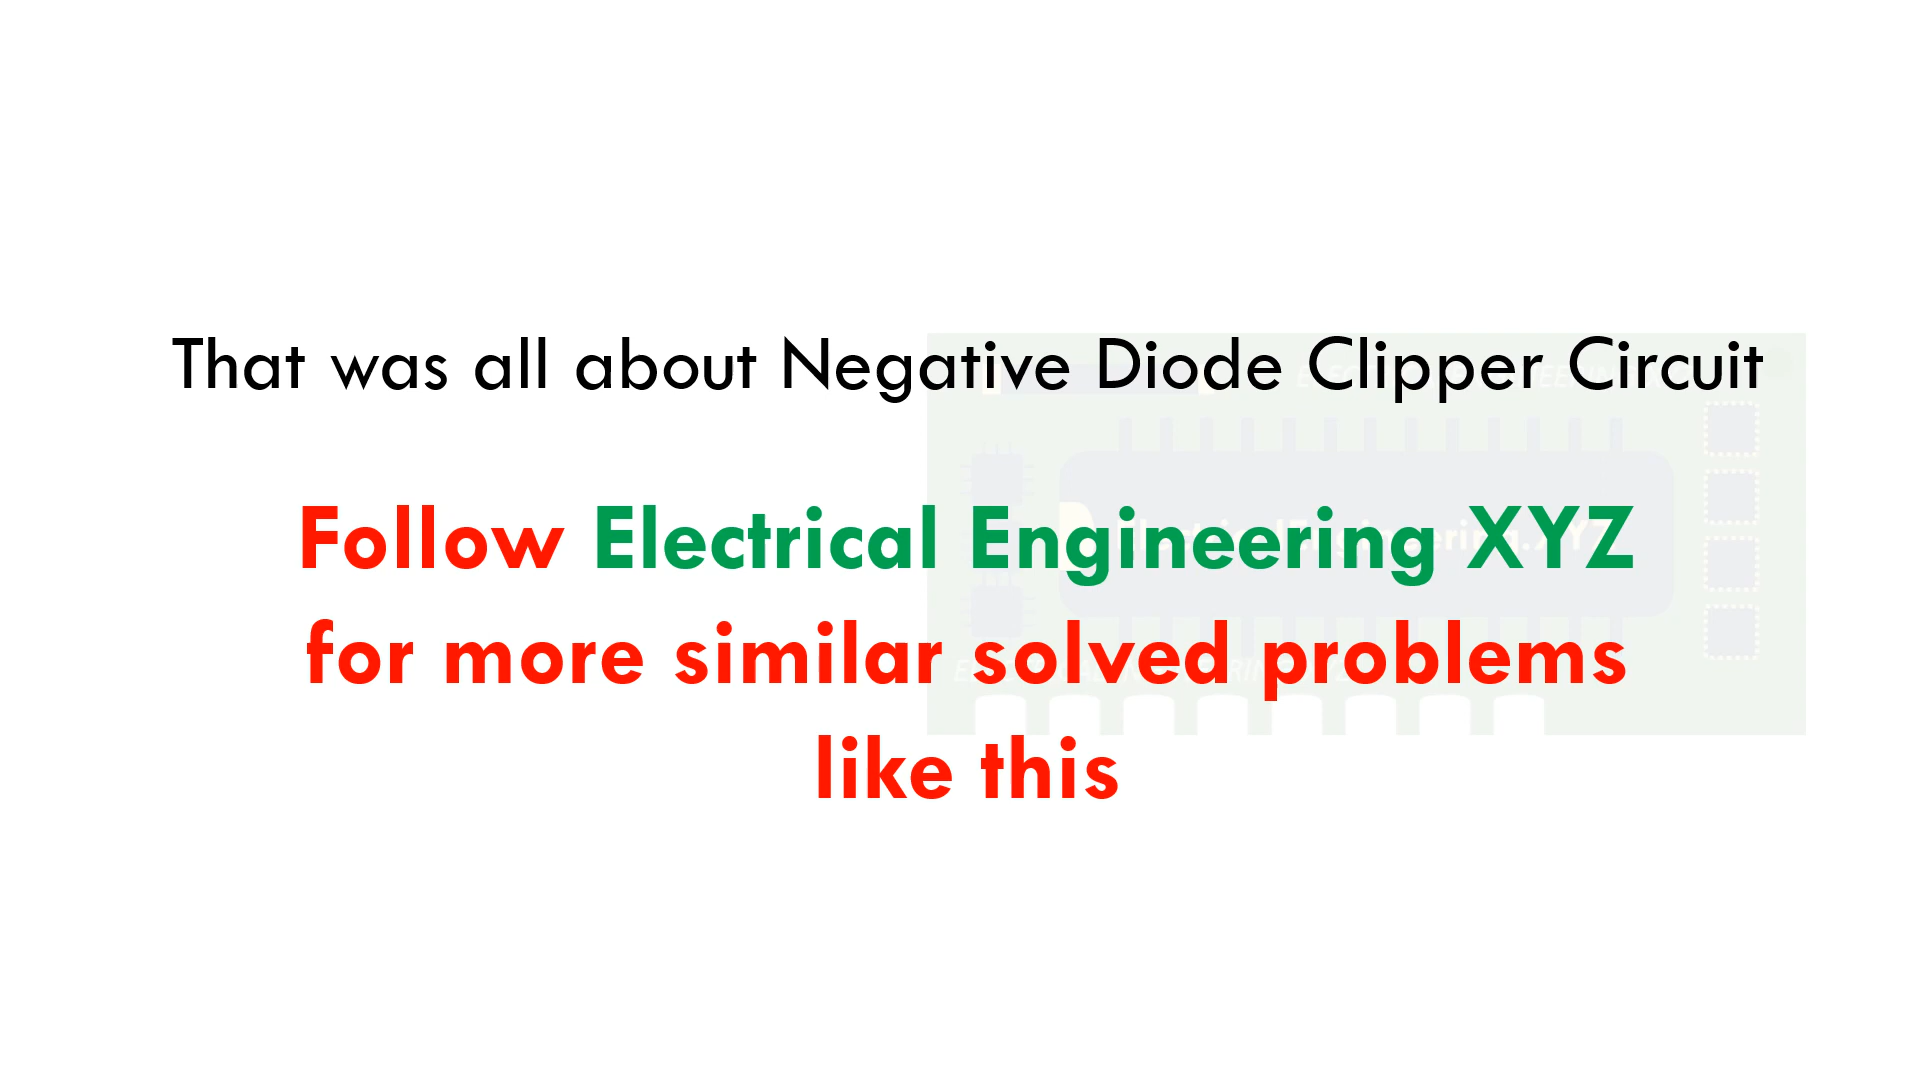 That was all about Negative Diode Clipper Circuit
Follow Electrical Engineering XYZ
for more similar solved problems
like this